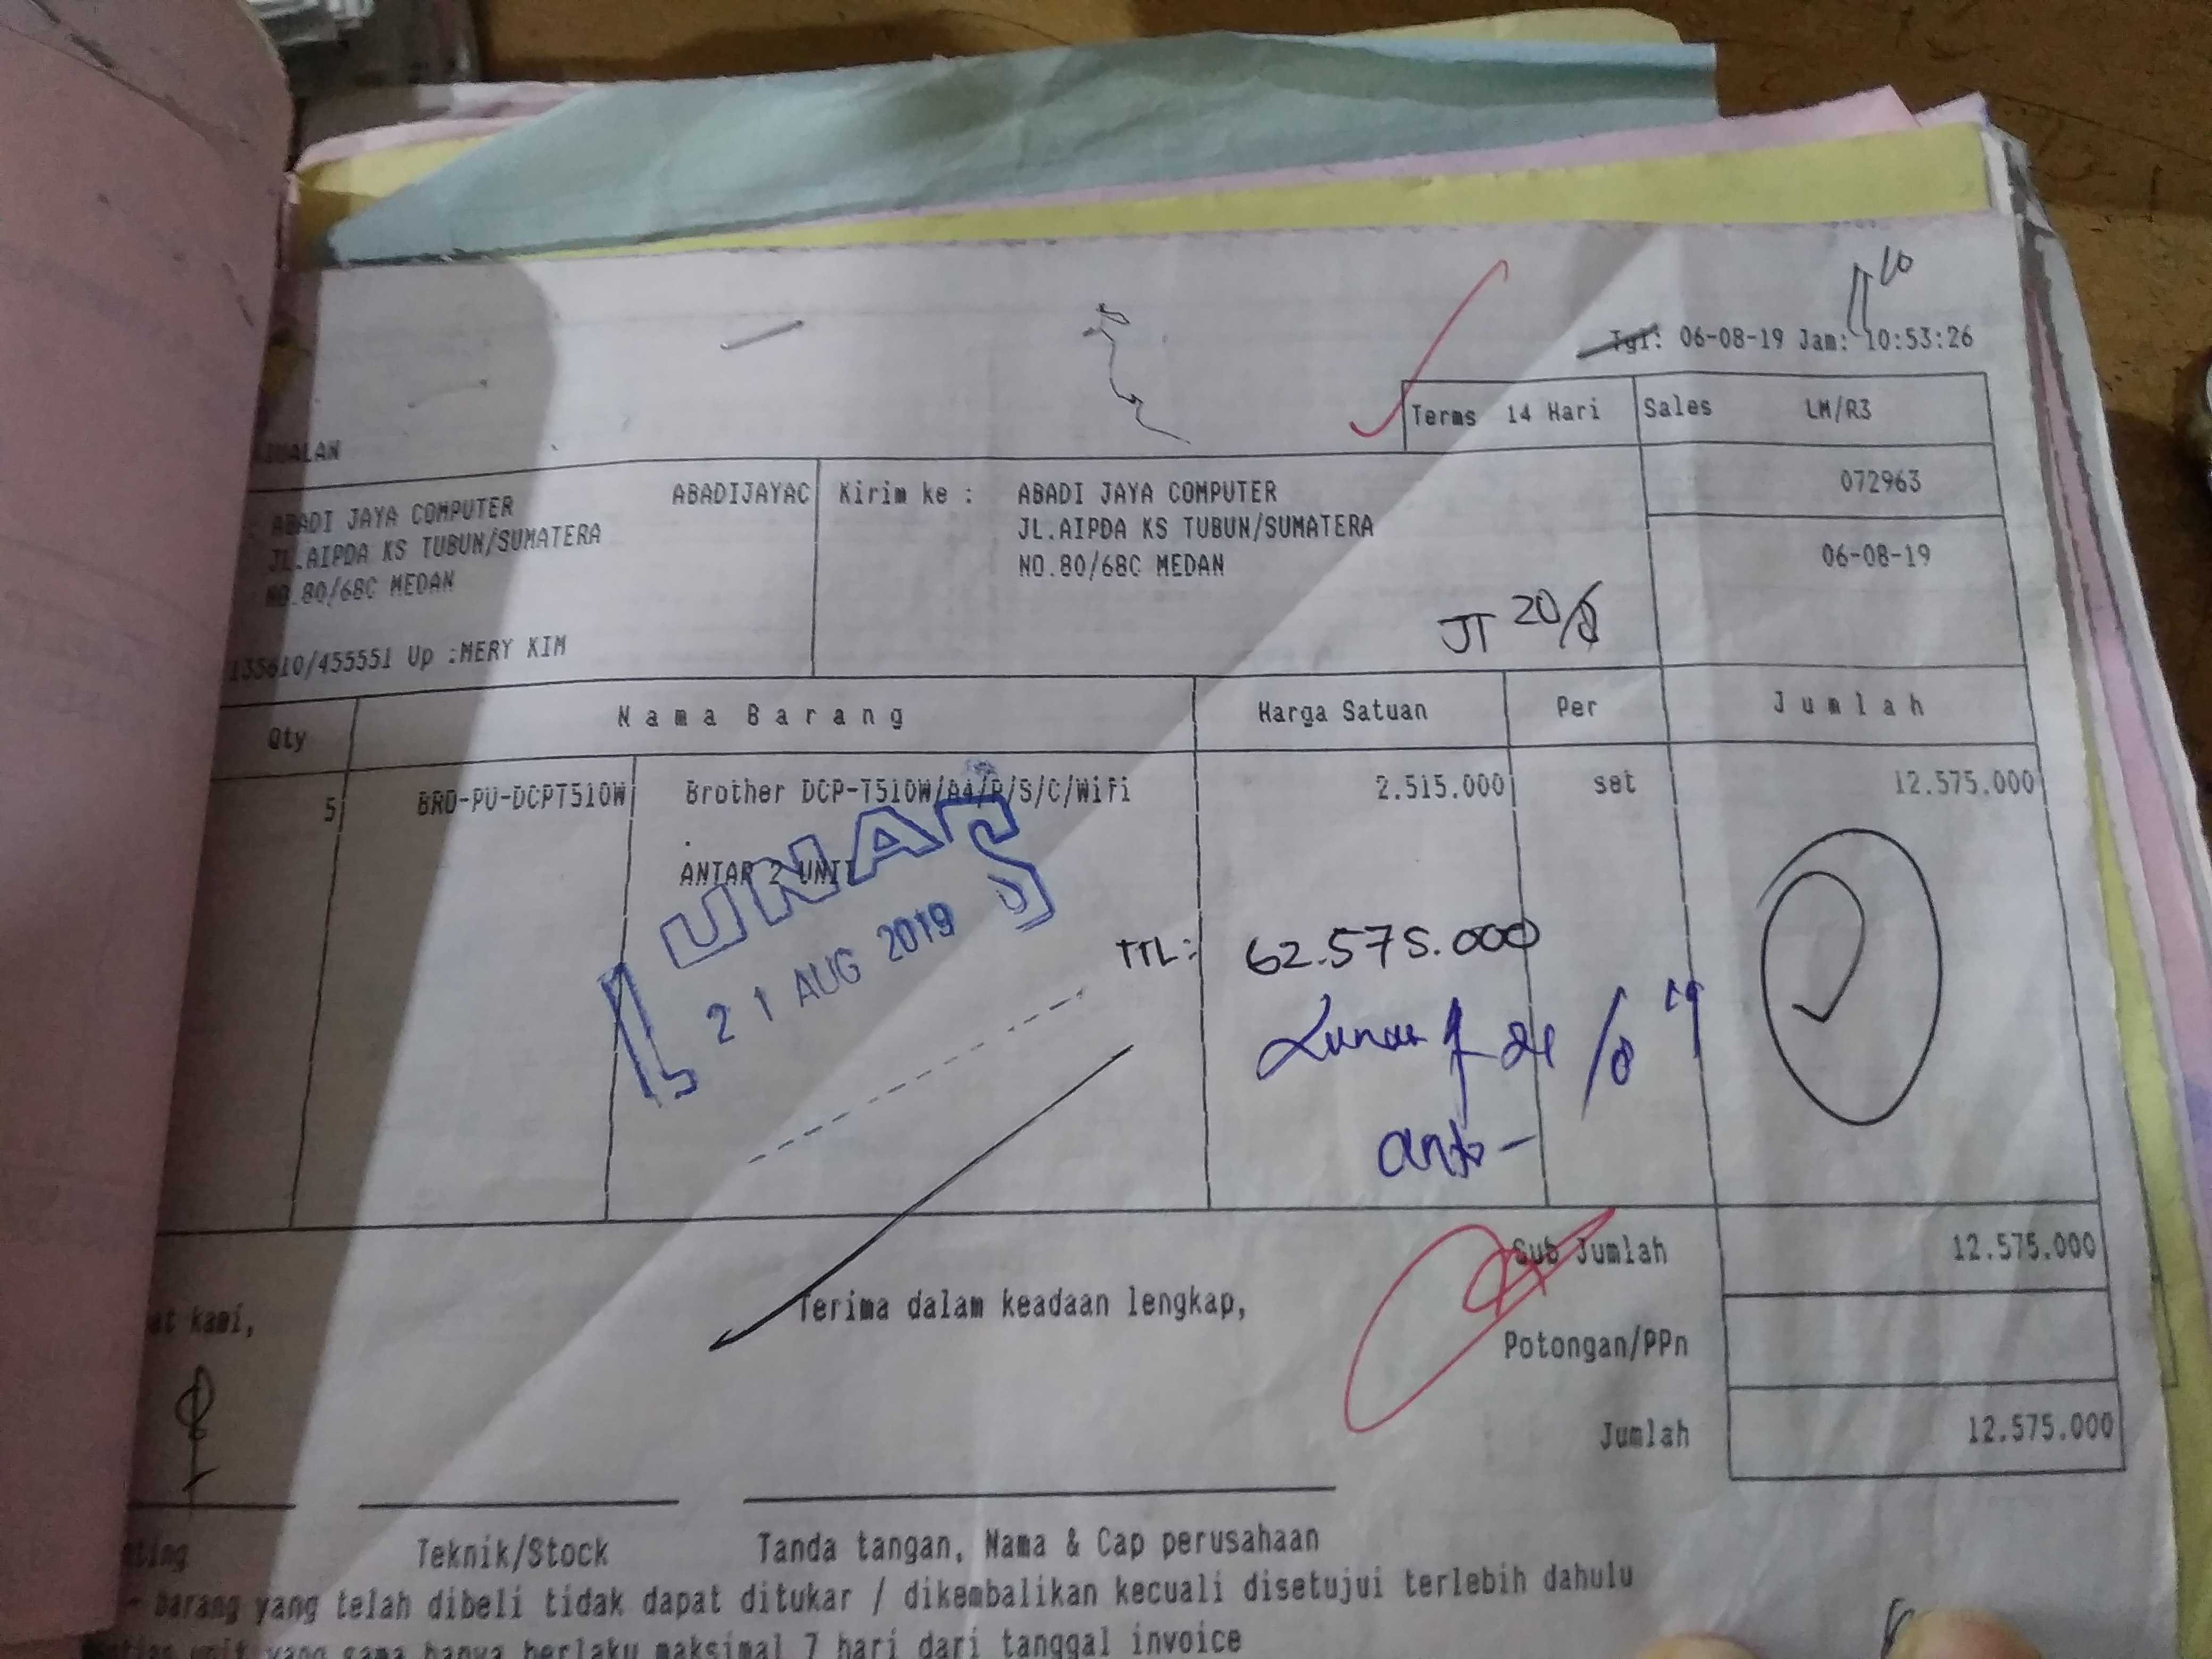 Tgl: 06-08-19 Jam: 10:53:26
Terms 14 Hari Sales LM/R3
072963
06-08-19
ABADI JAYA COMPUTER ABADIJAYAC
JL.AIPDA KS TUBUN/SUMATERA
NO.80/68C MEDAN
Up :MERY KIM
Kirim ke : ABADI JAYA COMPUTER
JL.AIPDA KS TUBUN/SUMATERA
NO.80/68C MEDAN
JT 20/8
Qty Nama Barang Harga Satuan Per Jumlah
5 BRO-PU-DCPT510W Brother DCP-T510W/A4/P/S/C/Wifi 2.515.000 set 12.575.000
.
ANTAR 2 UNIT
LUNAS
21 AUG 2019
TTL: 62.575.000
Sub Jumlah 12.575.000
Potongan/PPn
Jumlah 12.575.000
kami,
Terima dalam keadaan lengkap,
Teknik/Stock
Tanda tangan, Nama & Cap perusahaan
- barang yang telah dibeli tidak dapat ditukar / dikembalikan kecuali disetujui terlebih dahulu
unit yang sama hanya berlaku maksimal 7 hari dari tanggal invoice